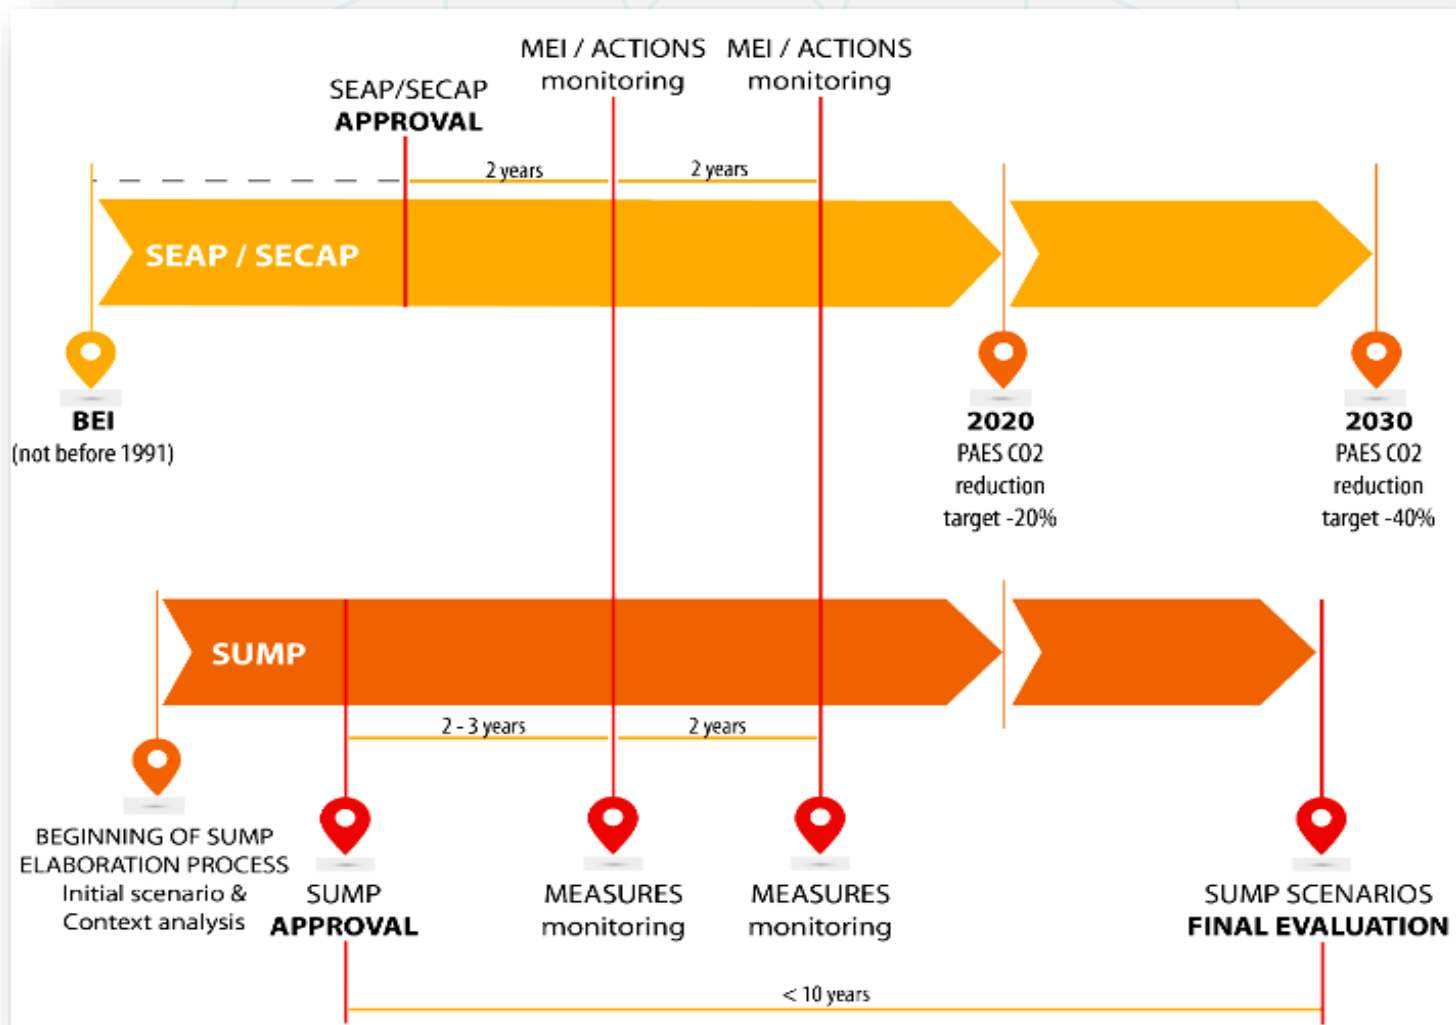 MEI / ACTIONS
monitoring
MEI / ACTIONS
monitoring
SEAP/SECAP
APPROVAL
2 years
2 years
SEAP / SECAP
BEI
(not before 1991)
2020
PAES CO2
reduction
target -20%
2030
PAES CO2
reduction
target -40%
SUMP
2 - 3 years
2 years
BEGINNING OF SUMP
ELABORATION PROCESS
Initial scenario &
Context analysis
SUMP
APPROVAL
MEASURES
monitoring
MEASURES
monitoring
SUMP SCENARIOS
FINAL EVALUATION
< 10 years